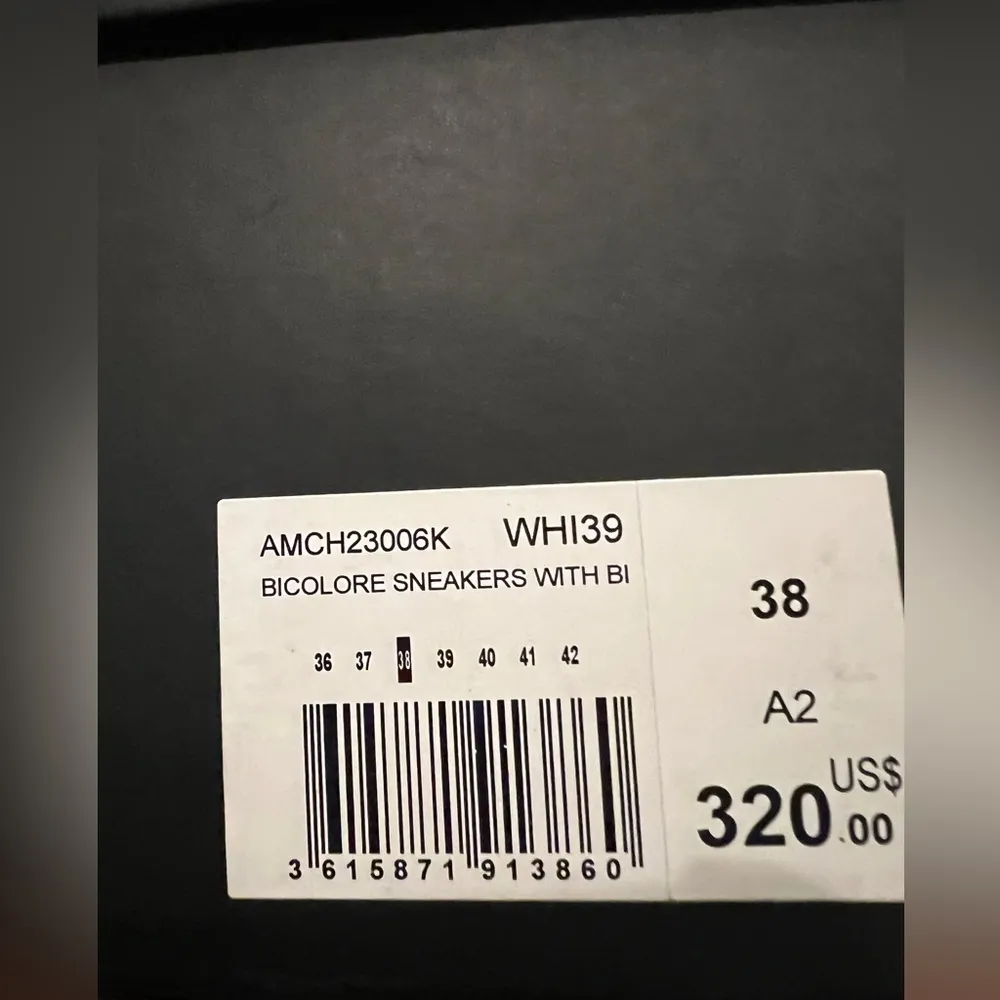 AMCH23006K WHI39
BICOLORE SNEAKERS WITH BI
36 37 38 39 40 41 42
3 615871 913860
38
A2
US$
320.00